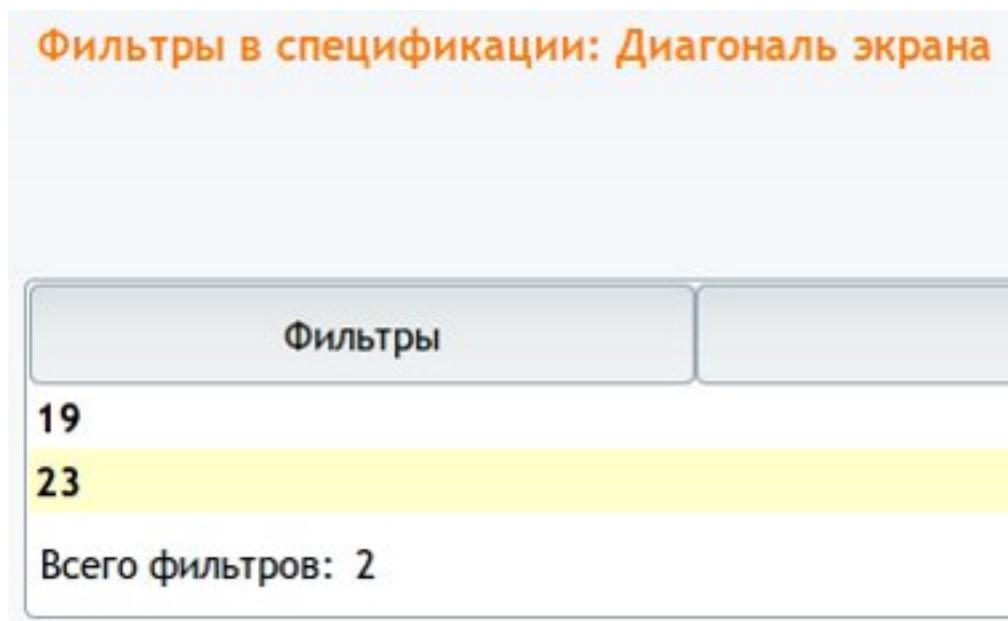 Фильтры в спецификации: Диагональ экрана
Фильтры
19
23
Всего фильтров: 2